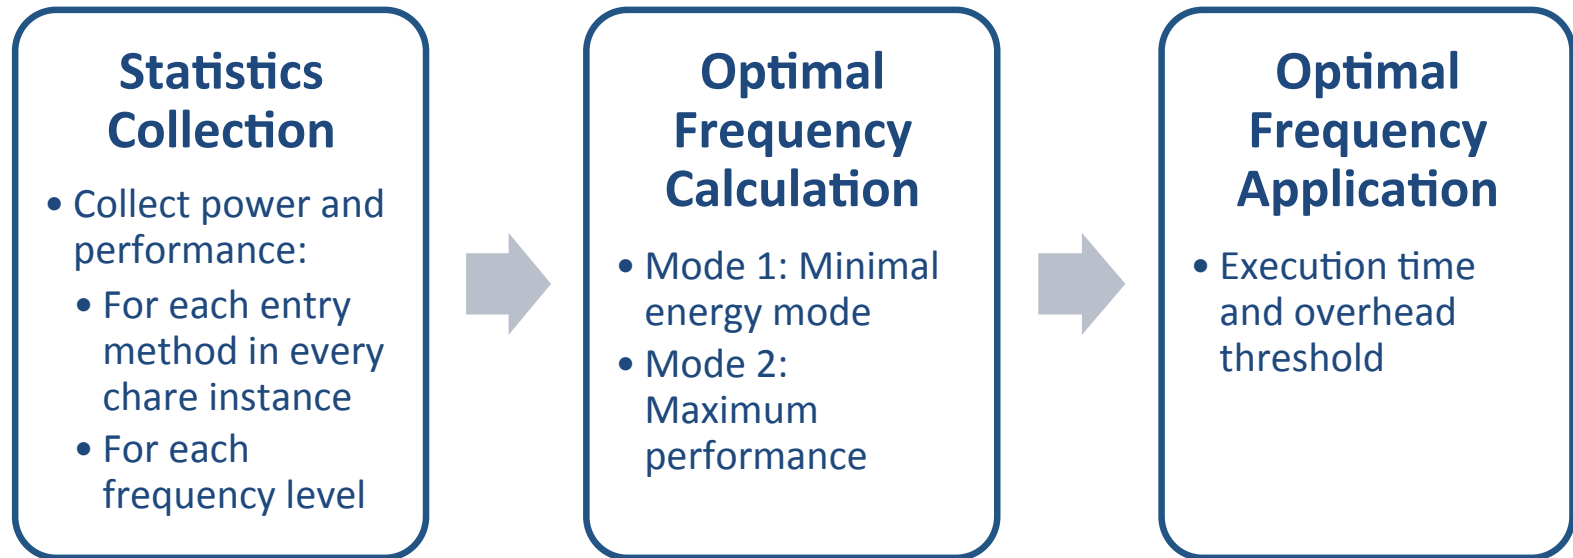 Statistics
Collection
• Collect power and
performance:
• For each entry
method in every
chare instance
• For each
frequency level
Optimal
Frequency
Calculation
• Mode 1: Minimal
energy mode
• Mode 2:
Maximum
performance
Optimal
Frequency
Application
• Execution time
and overhead
threshold